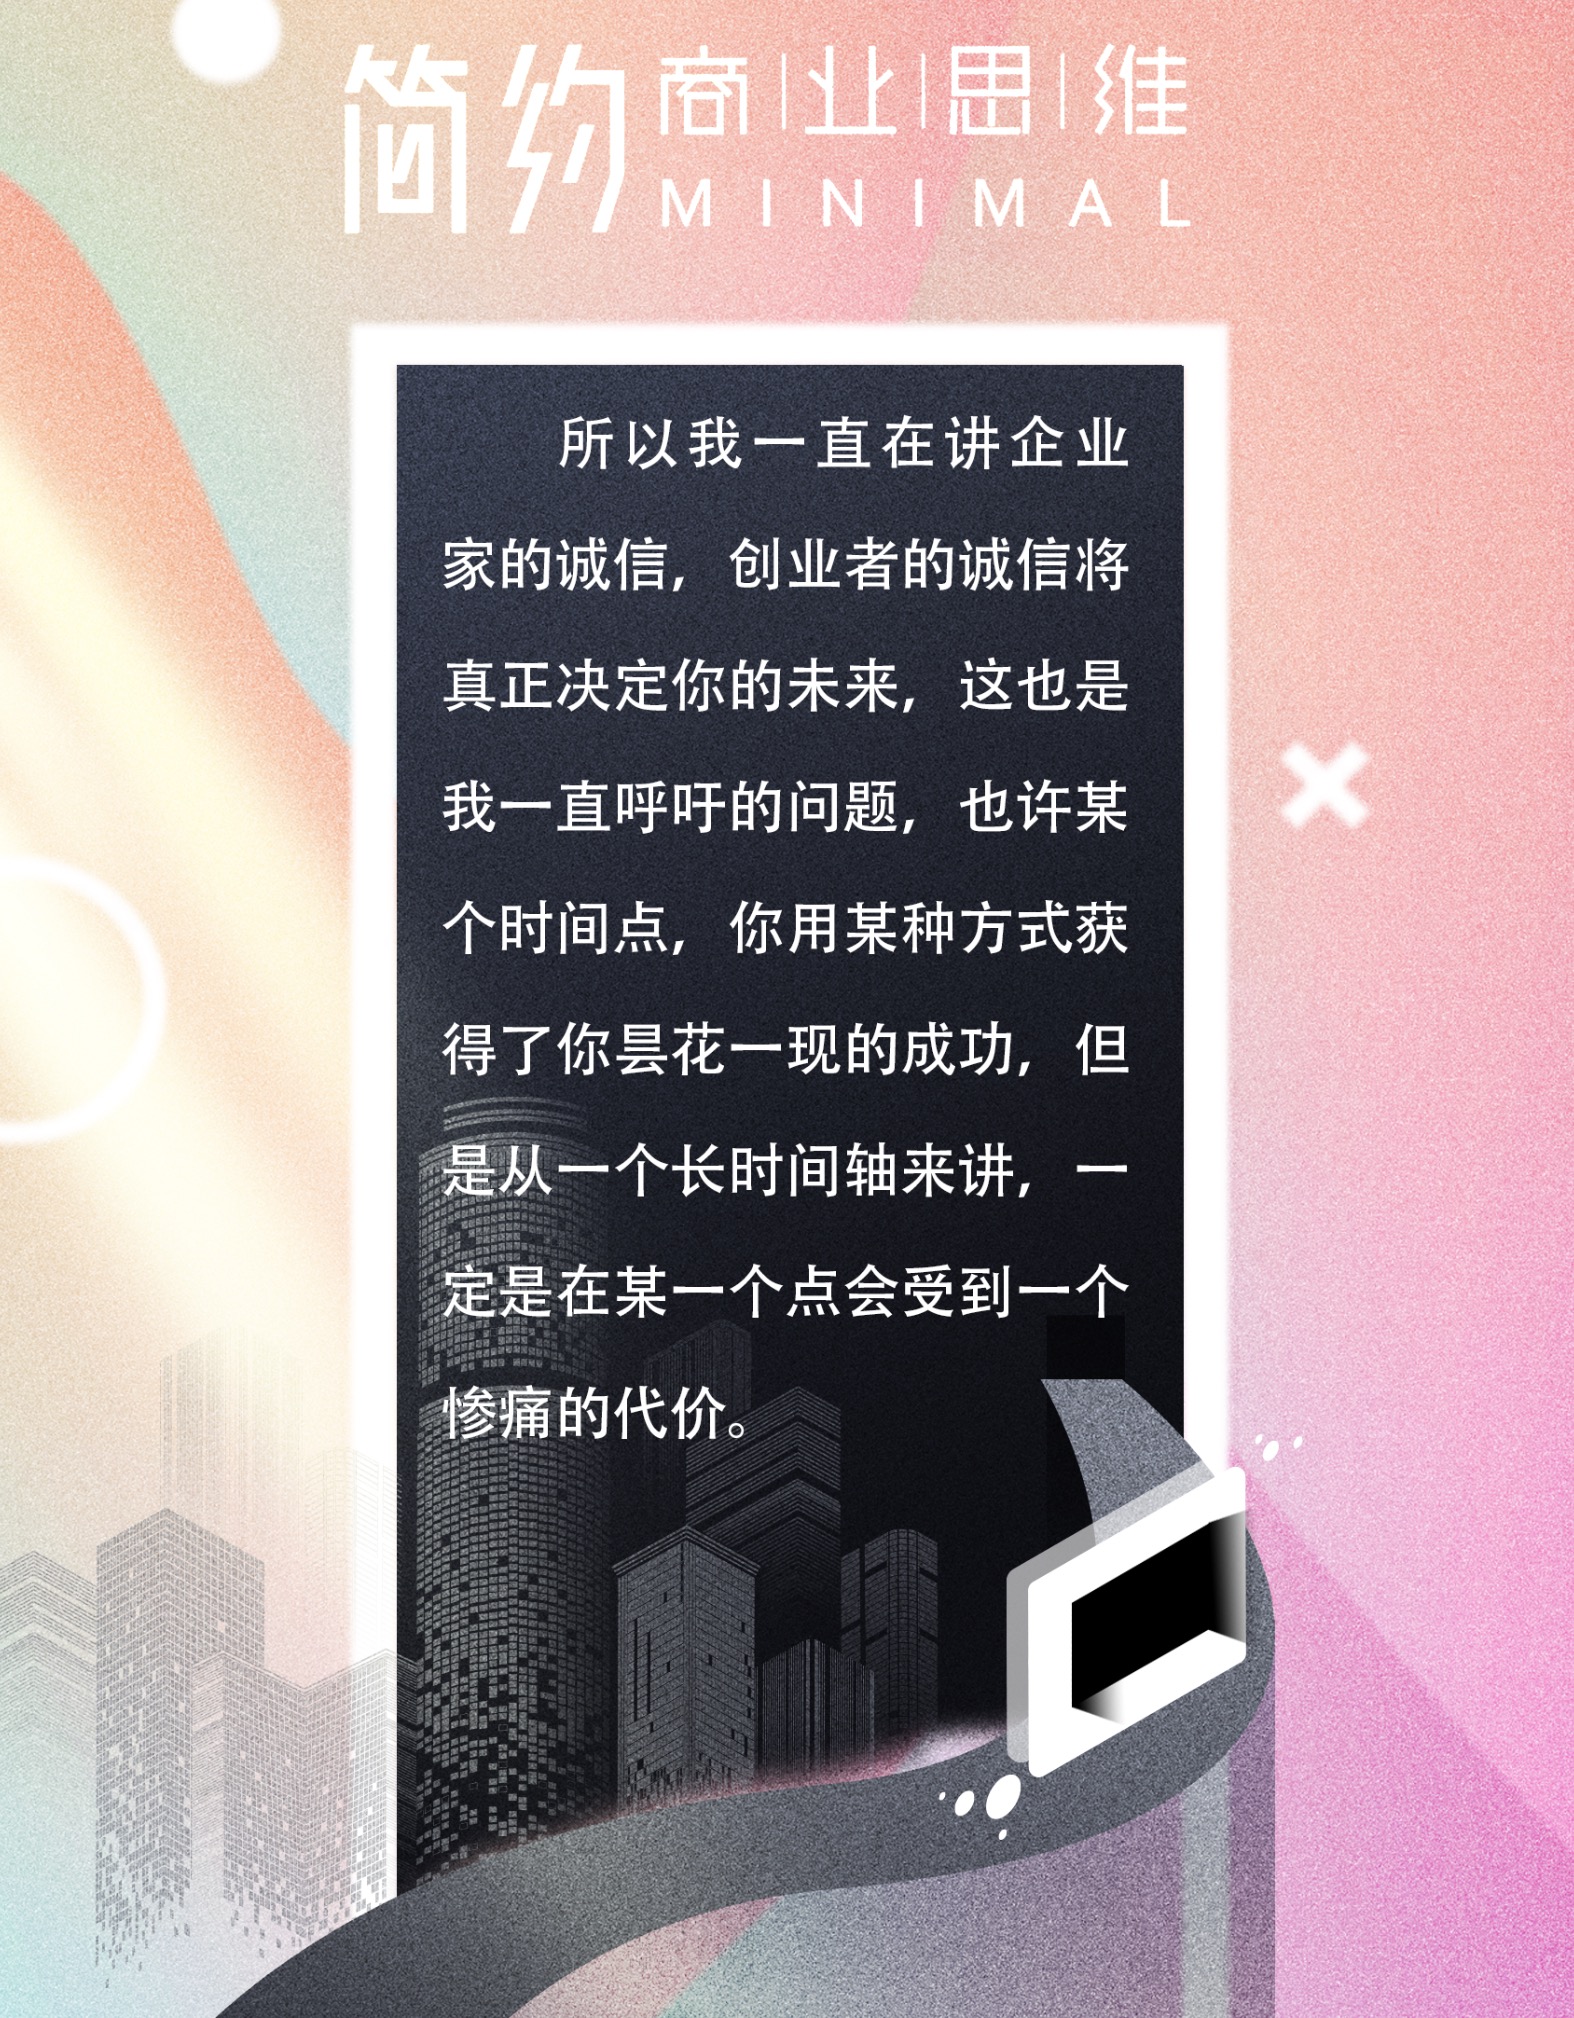 简约
商业思维
MINIMAL
所以我一直在讲企业
家的诚信，创业者的诚信将
真正决定你的未来，这也是
我一直呼吁的问题，也许某
个时间点，你用某种方式获
得了你昙花一现的成功，但
是从一个长时间轴来讲，一
定是在某一个点会受到一个
惨痛的代价。